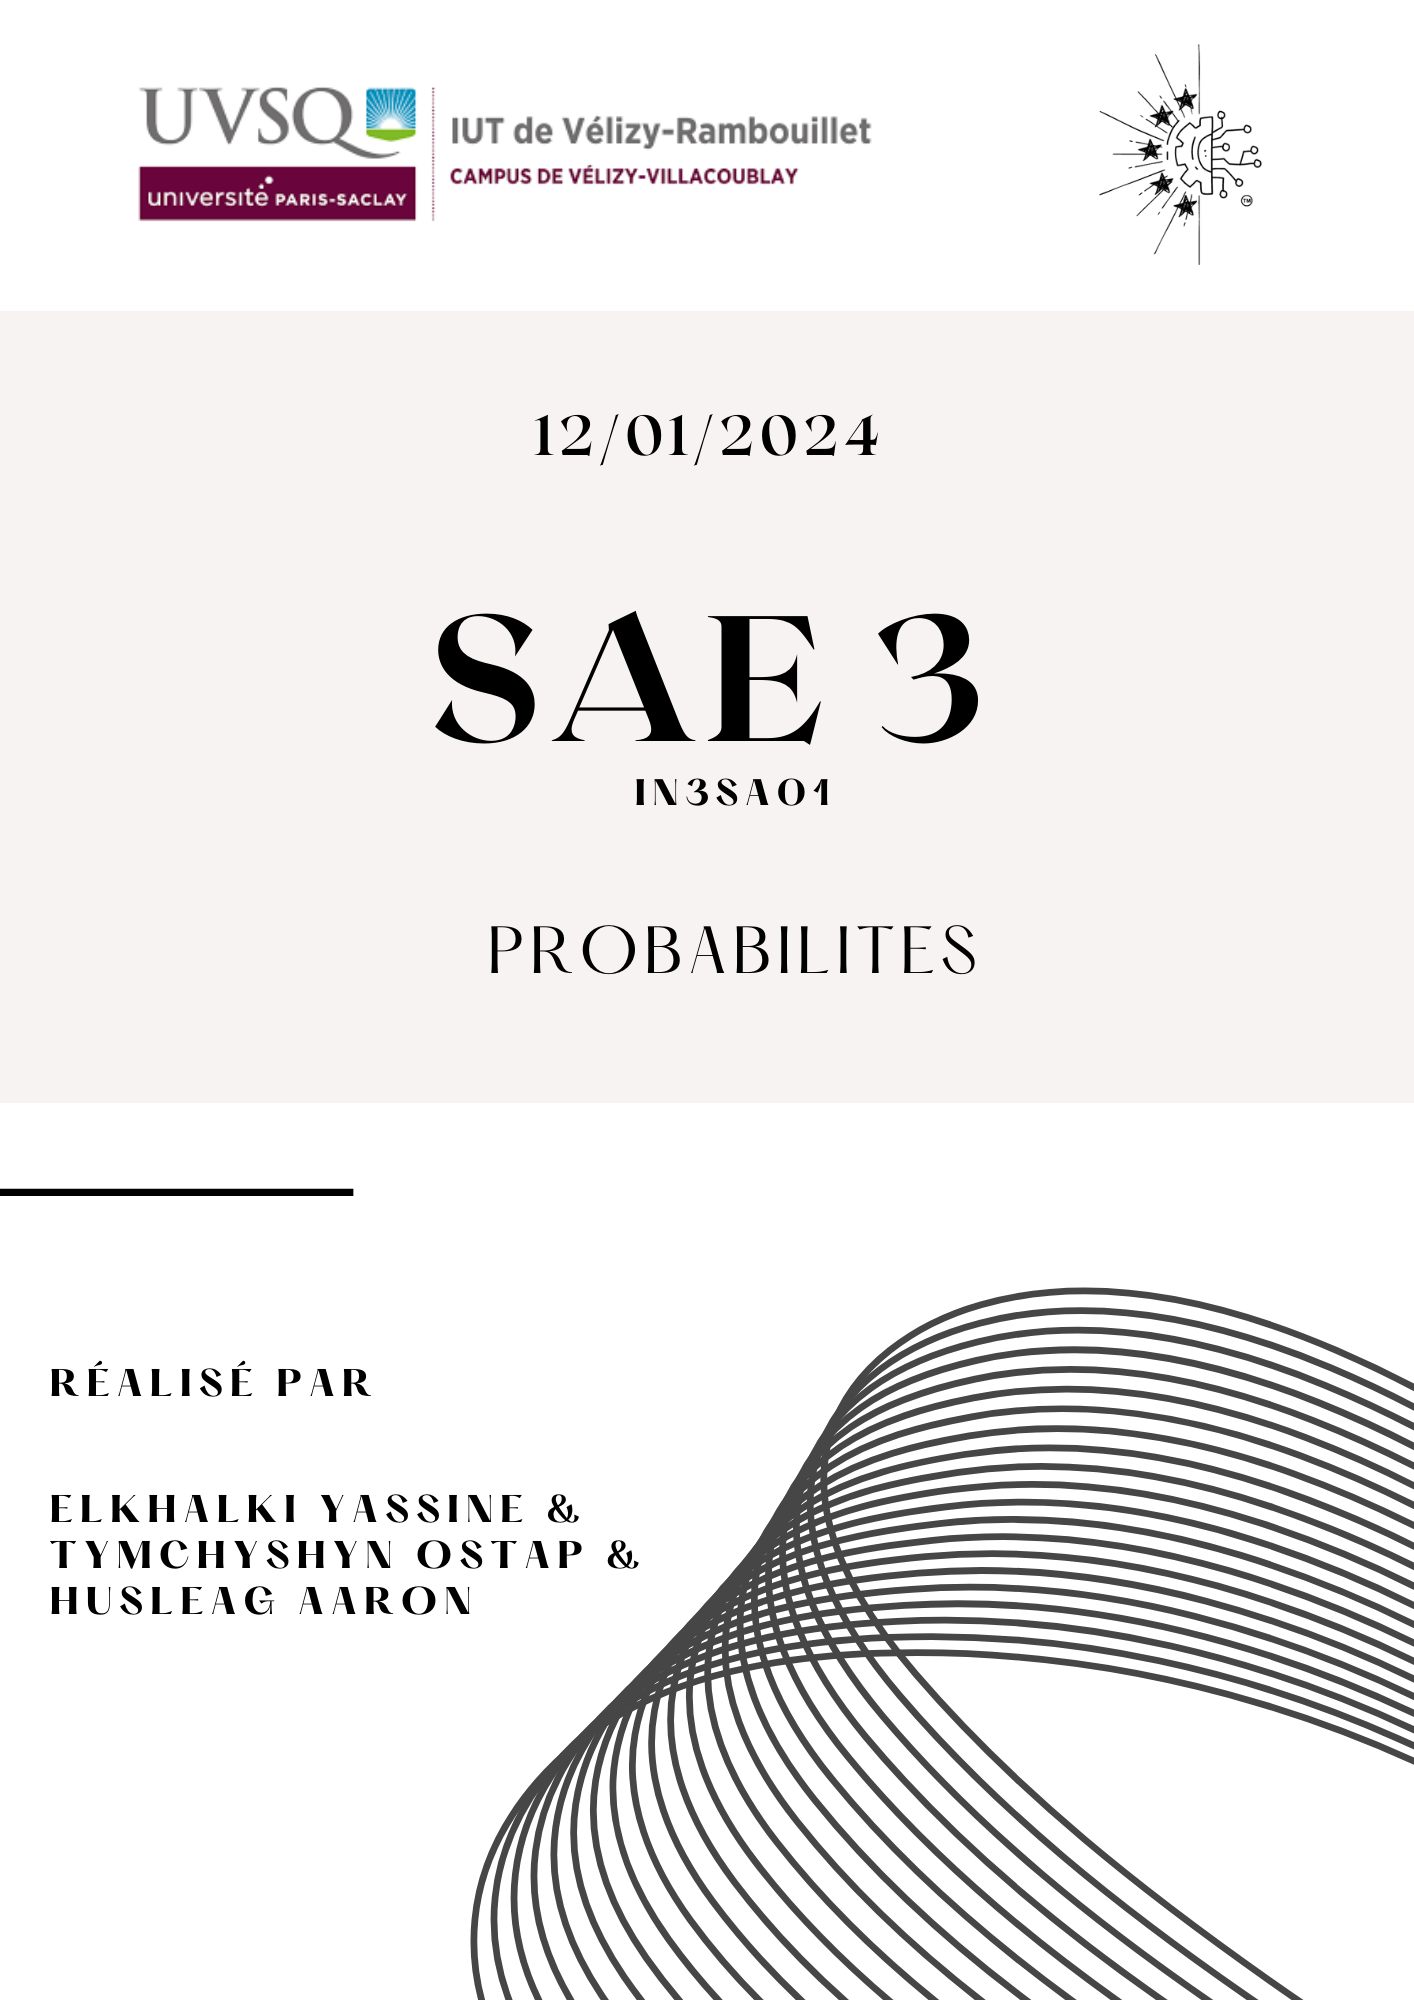 UVSQ
université PARIS-SACLAY
IUT de Vélizy-Rambouillet
CAMPUS DE VÉLIZY-VILLACOUBLAY
TM
12/01/2024
SAE 3
IN3SA01
PROBABILITES
RÉALISÉ PAR
ELKHALKI YASSINE &
TYMCHYSHYN OSTAP &
HUSLEAG AARON